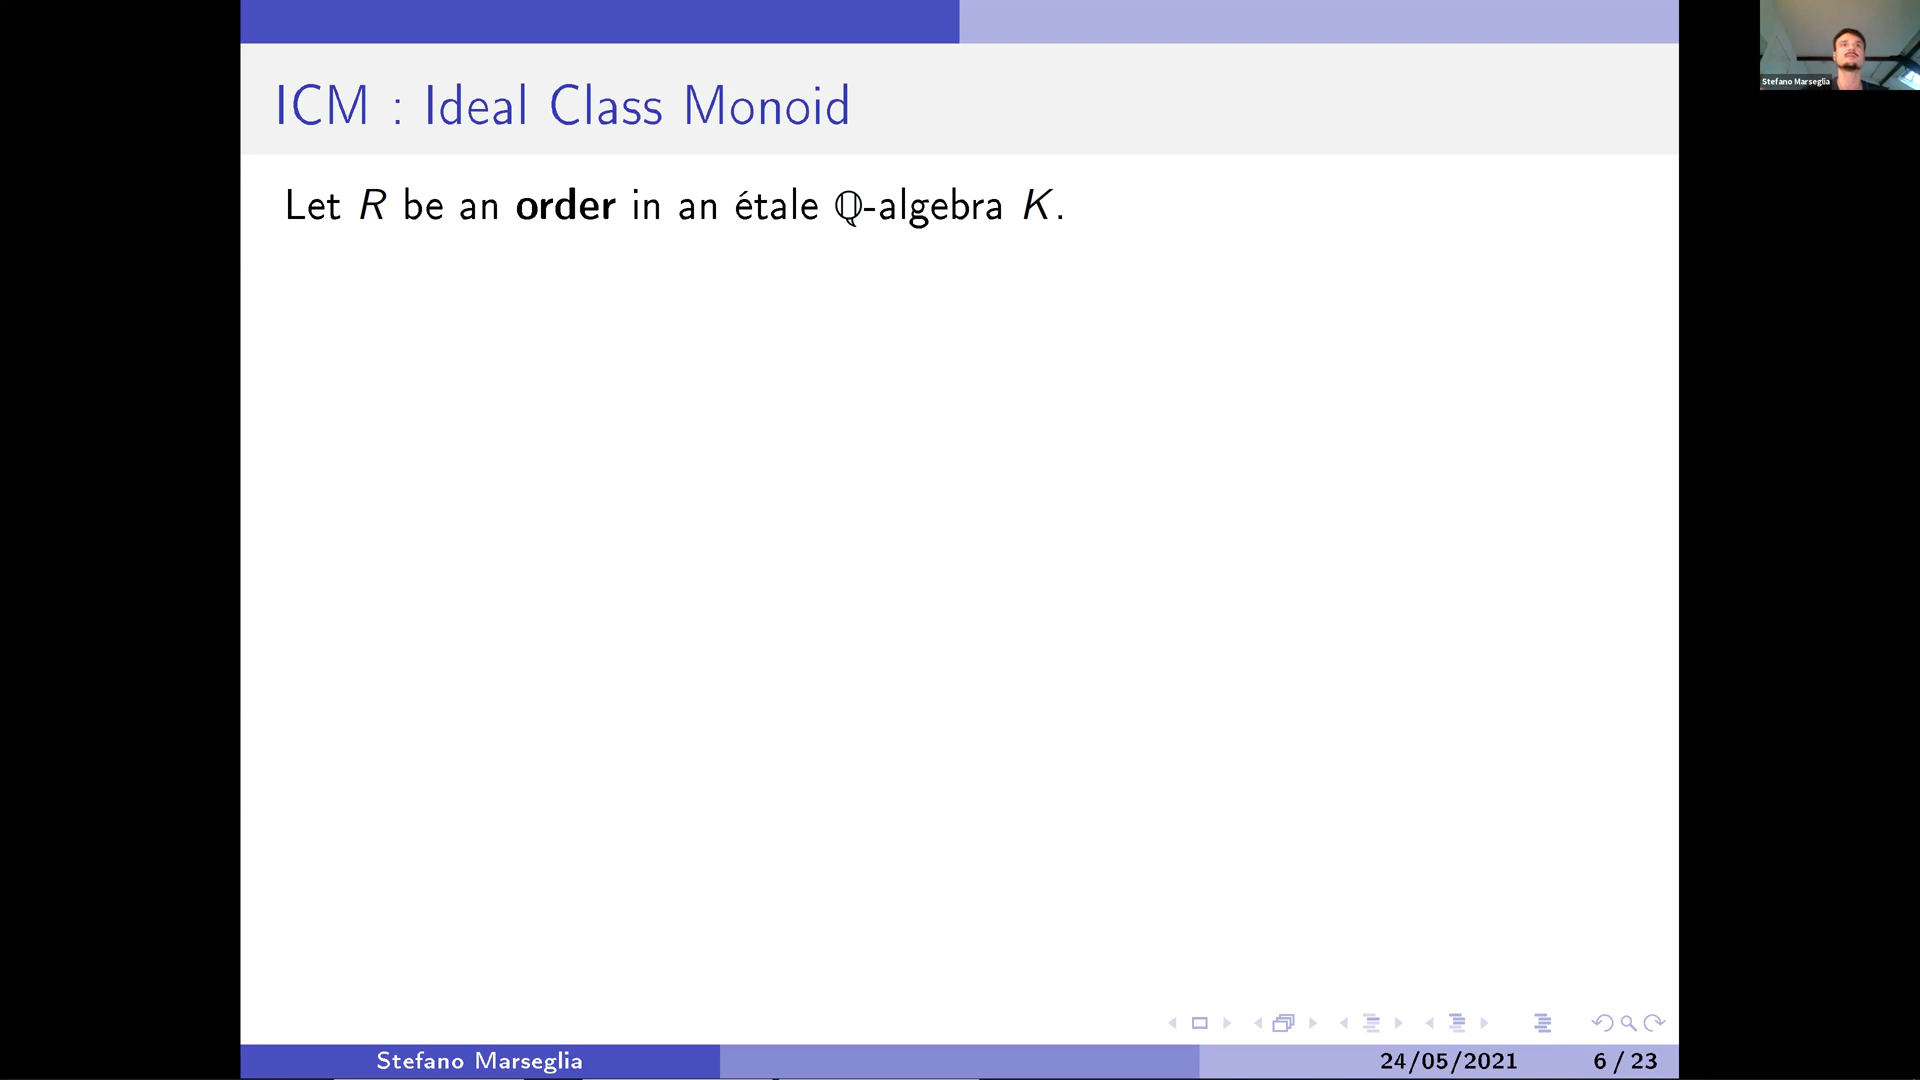 Stefano Marseglia
ICM : Ideal Class Monoid
Let R be an order in an étale ℚ-algebra K.
Stefano Marseglia
24/05/2021
6 / 23